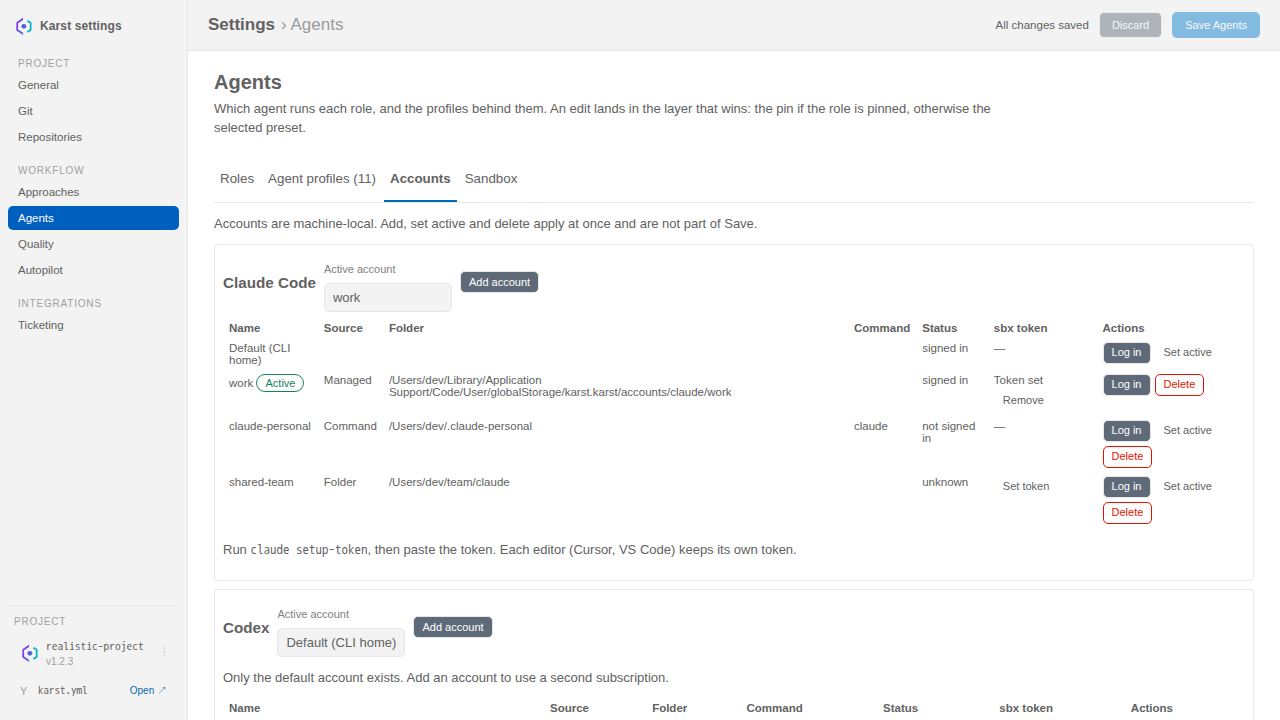 Karst settings
Settings › Agents
All changes saved
Discard
Save Agents
PROJECT
General
Git
Repositories
WORKFLOW
Approaches
Agents
Quality
Autopilot
INTEGRATIONS
Ticketing
PROJECT
realistic-project
v1.2.3
Y karst.yml Open ↗
Agents
Which agent runs each role, and the profiles behind them. An edit lands in the layer that wins: the pin if the role is pinned, otherwise the
selected preset.
Roles Agent profiles (11) Accounts Sandbox
Accounts are machine-local. Add, set active and delete apply at once and are not part of Save.
Claude Code
Active account
work
Add account
Name Source Folder Command Status sbx token Actions
Default (CLI
home)
signed in — Log in Set active
work Active Managed /Users/dev/Library/Application
Support/Code/User/globalStorage/karst.karst/accounts/claude/work
signed in Token set
Remove
Log in Delete
claude-personal Command /Users/dev/.claude-personal claude not signed
in
— Log in Set active
Delete
shared-team Folder /Users/dev/team/claude unknown Set token Log in Set active
Delete
Run claude setup-token, then paste the token. Each editor (Cursor, VS Code) keeps its own token.
Codex
Active account
Default (CLI home)
Add account
Only the default account exists. Add an account to use a second subscription.
Name Source Folder Command Status sbx token Actions